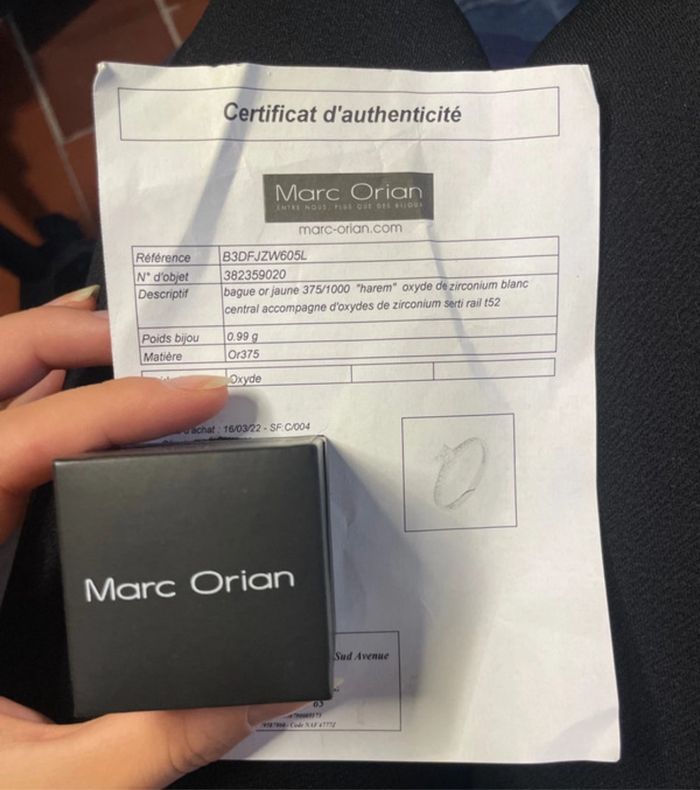 Certificat d'authenticité
Marc Orian
ENTRE NOUS, PLUS QUE DES BIJOUX
marc-orian.com
Référence B3DFJZW605L
N° d'objet 382359020
Descriptif bague or jaune 375/1000 "harem" oxyde de zirconium blanc
central accompagne d'oxydes de zirconium serti rail t52
Poids bijou 0.99 g
Matière Or375
Oxyde
d'achat : 16/03/22 - SF:C/004
Marc Orian
Sud Avenue
03
- Code NAF 4777Z